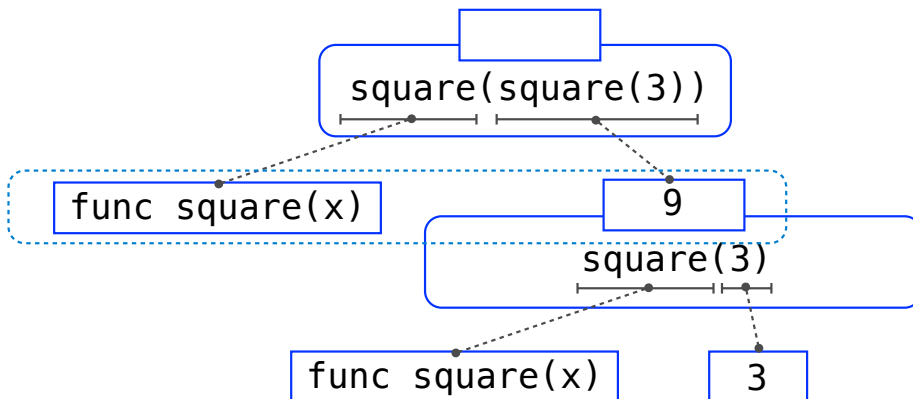 square(square(3))
func square(x)
9
square(3)
func square(x)
3